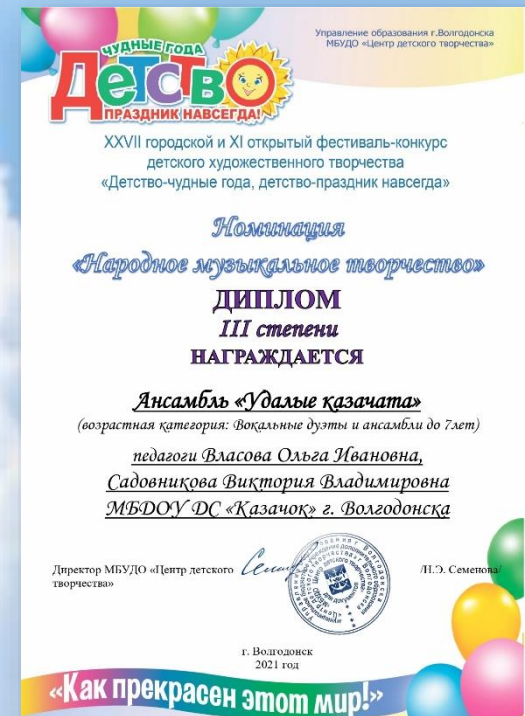 Управление образования г.Волгодонска
МБУДО «Центр детского творчества»
ЧУДНЫЕ ГОДА
ДЕТСТВО
ПРАЗДНИК НАВСЕГДА!
XXVII городской и XI открытый фестиваль-конкурс
детского художественного творчества
«Детство-чудные года, детство-праздник навсегда»
Номинация
«Народное музыкальное творчество»
ДИПЛОМ
III степени
НАГРАЖДАЕТСЯ
Ансамбль «Удалые казачата»
(возрастная категория: Вокальные дуэты и ансамбли до 7лет)
педагоги Власова Ольга Ивановна,
Садовникова Виктория Владимировна
МБДОУ ДС «Казачок» г. Волгодонска
Директор МБУДО «Центр детского /Н.Э. Семенова/
творчества»
для документов
г. Волгодонск
2021 год
«Как прекрасен этот мир!»